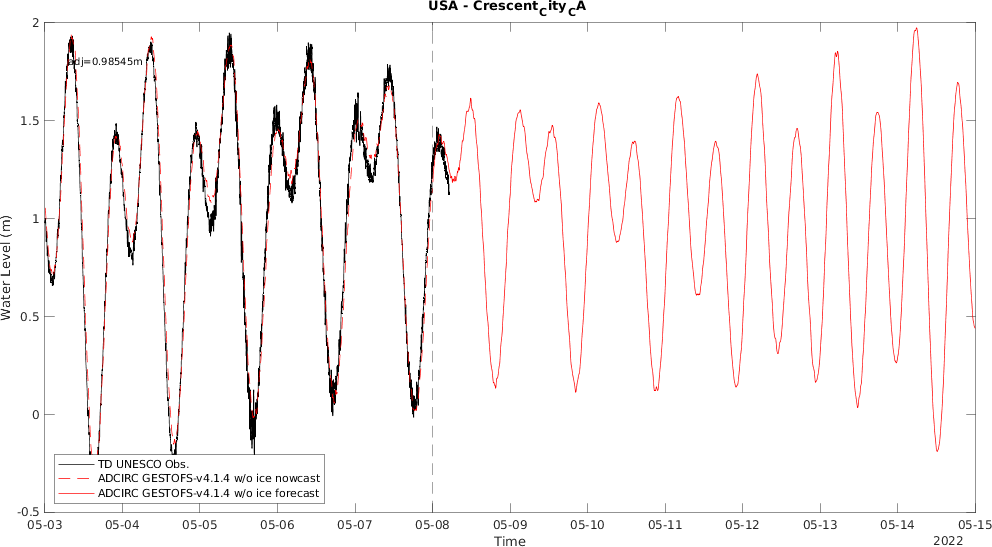 USA - Crescent_City_CA
2
adj=0.98545m
1.5
1
0.5
0
-0.5
Water Level (m)
TD UNESCO Obs.
ADCIRC GESTOFS-v4.1.4 w/o ice nowcast
ADCIRC GESTOFS-v4.1.4 w/o ice forecast
05-03 05-04 05-05 05-06 05-07 05-08 05-09 05-10 05-11 05-12 05-13 05-14 05-15
Time
2022